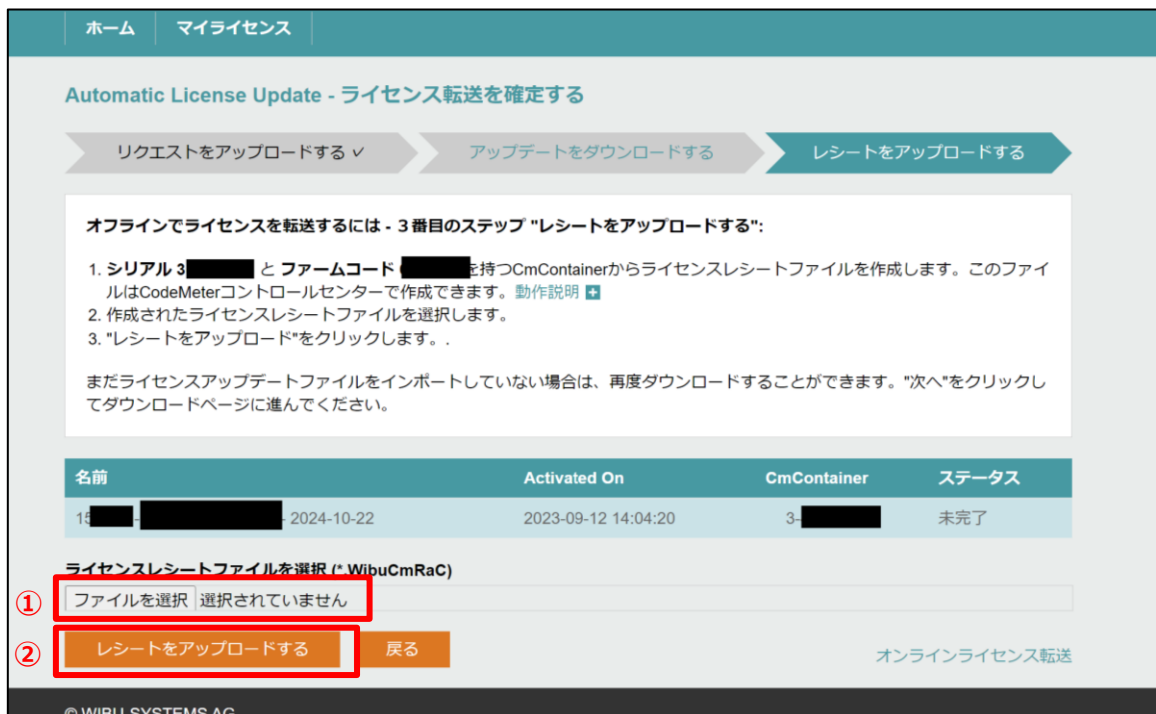 ホーム マイライセンス
Automatic License Update - ライセンス転送を確定する
リクエストをアップロードする ✓ アップデートをダウンロードする レシートをアップロードする
オフラインでライセンスを転送するには - 3番目のステップ "レシートをアップロードする":
1. シリアル 3 と ファームコード を持つCmContainerからライセンスレシートファイルを作成します。このファイ
ルはCodeMeterコントロールセンターで作成できます。動作説明 +
2. 作成されたライセンスレシートファイルを選択します。
3. "レシートをアップロード"をクリックします。.
まだライセンスアップデートファイルをインポートしていない場合は、再度ダウンロードすることができます。"次へ"をクリックし
てダウンロードページに進んでください。
名前 Activated On CmContainer ステータス
15 - - 2024-10-22 2023-09-12 14:04:20 3- 未完了
ライセンスレシートファイルを選択 (*.WibuCmRaC)
① ファイルを選択 選択されていません
② レシートをアップロードする 戻る
オンラインライセンス転送
© WIBU-SYSTEMS AG